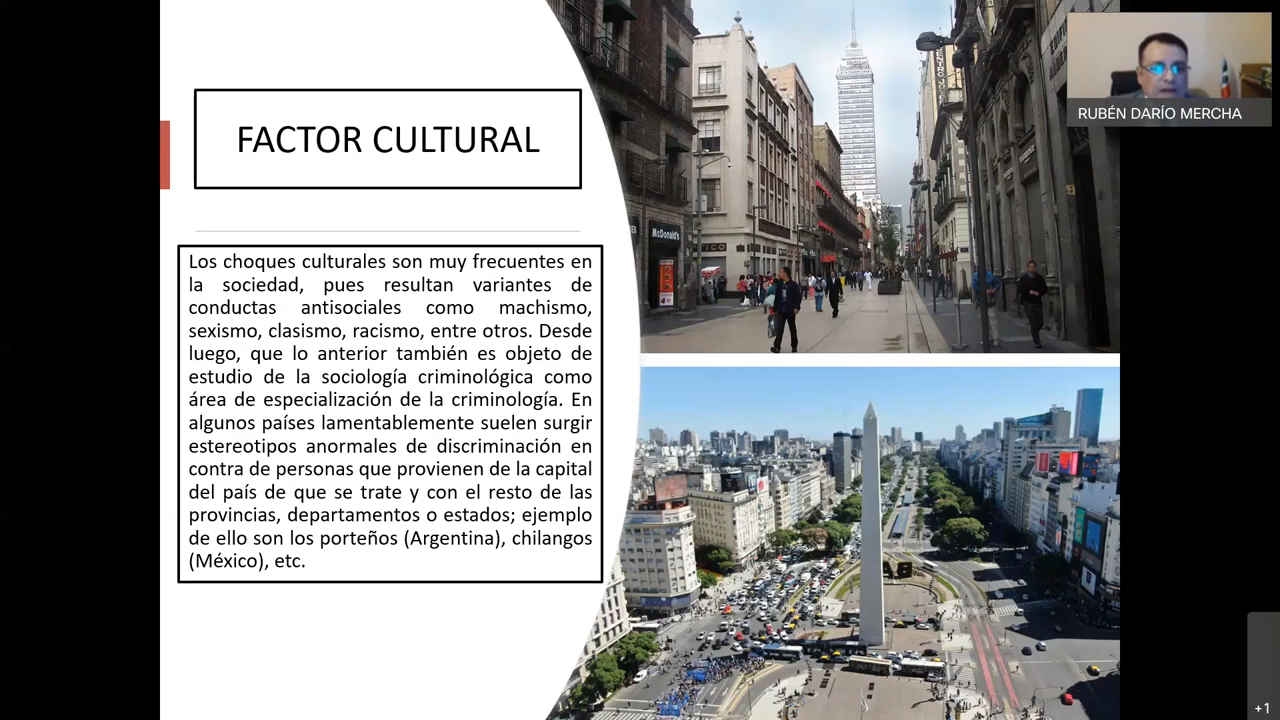 FACTOR CULTURAL
Los choques culturales son muy frecuentes en
la sociedad, pues resultan variantes de
conductas antisociales como machismo,
sexismo, clasismo, racismo, entre otros. Desde
luego, que lo anterior también es objeto de
estudio de la sociología criminológica como
área de especialización de la criminología. En
algunos países lamentablemente suelen surgir
estereotipos anormales de discriminación en
contra de personas que provienen de la capital
del país de que se trate y con el resto de las
provincias, departamentos o estados; ejemplo
de ello son los porteños (Argentina), chilangos
(México), etc.
McDonald's
RUBÉN DARÍO MERCHA
+1